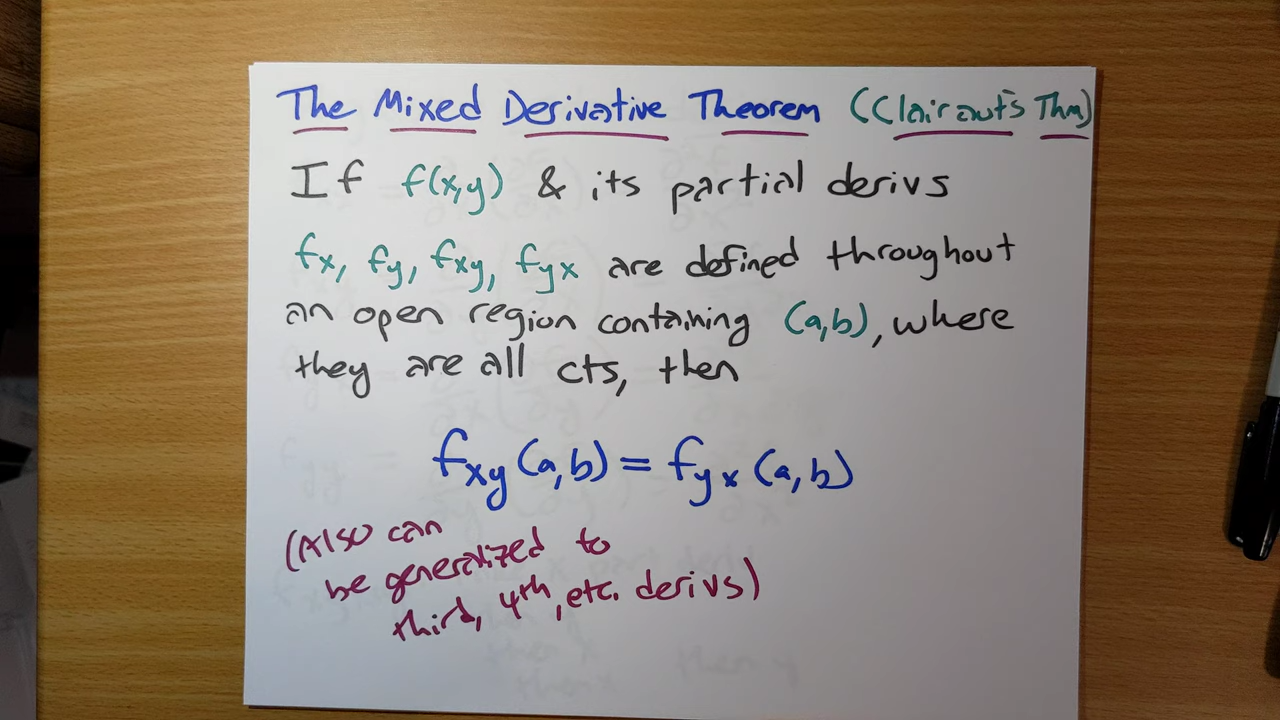 The Mixed Derivative Theorem (Clairaut's Thm)
If f(x,y) & its partial derivs
fx, fy, fxy, fyx are defined throughout
an open region containing (a,b), where
they are all cts, then
fxy(a,b) = fyx(a,b)
(Also can
be generalized to
third, 4th, etc. derivs)